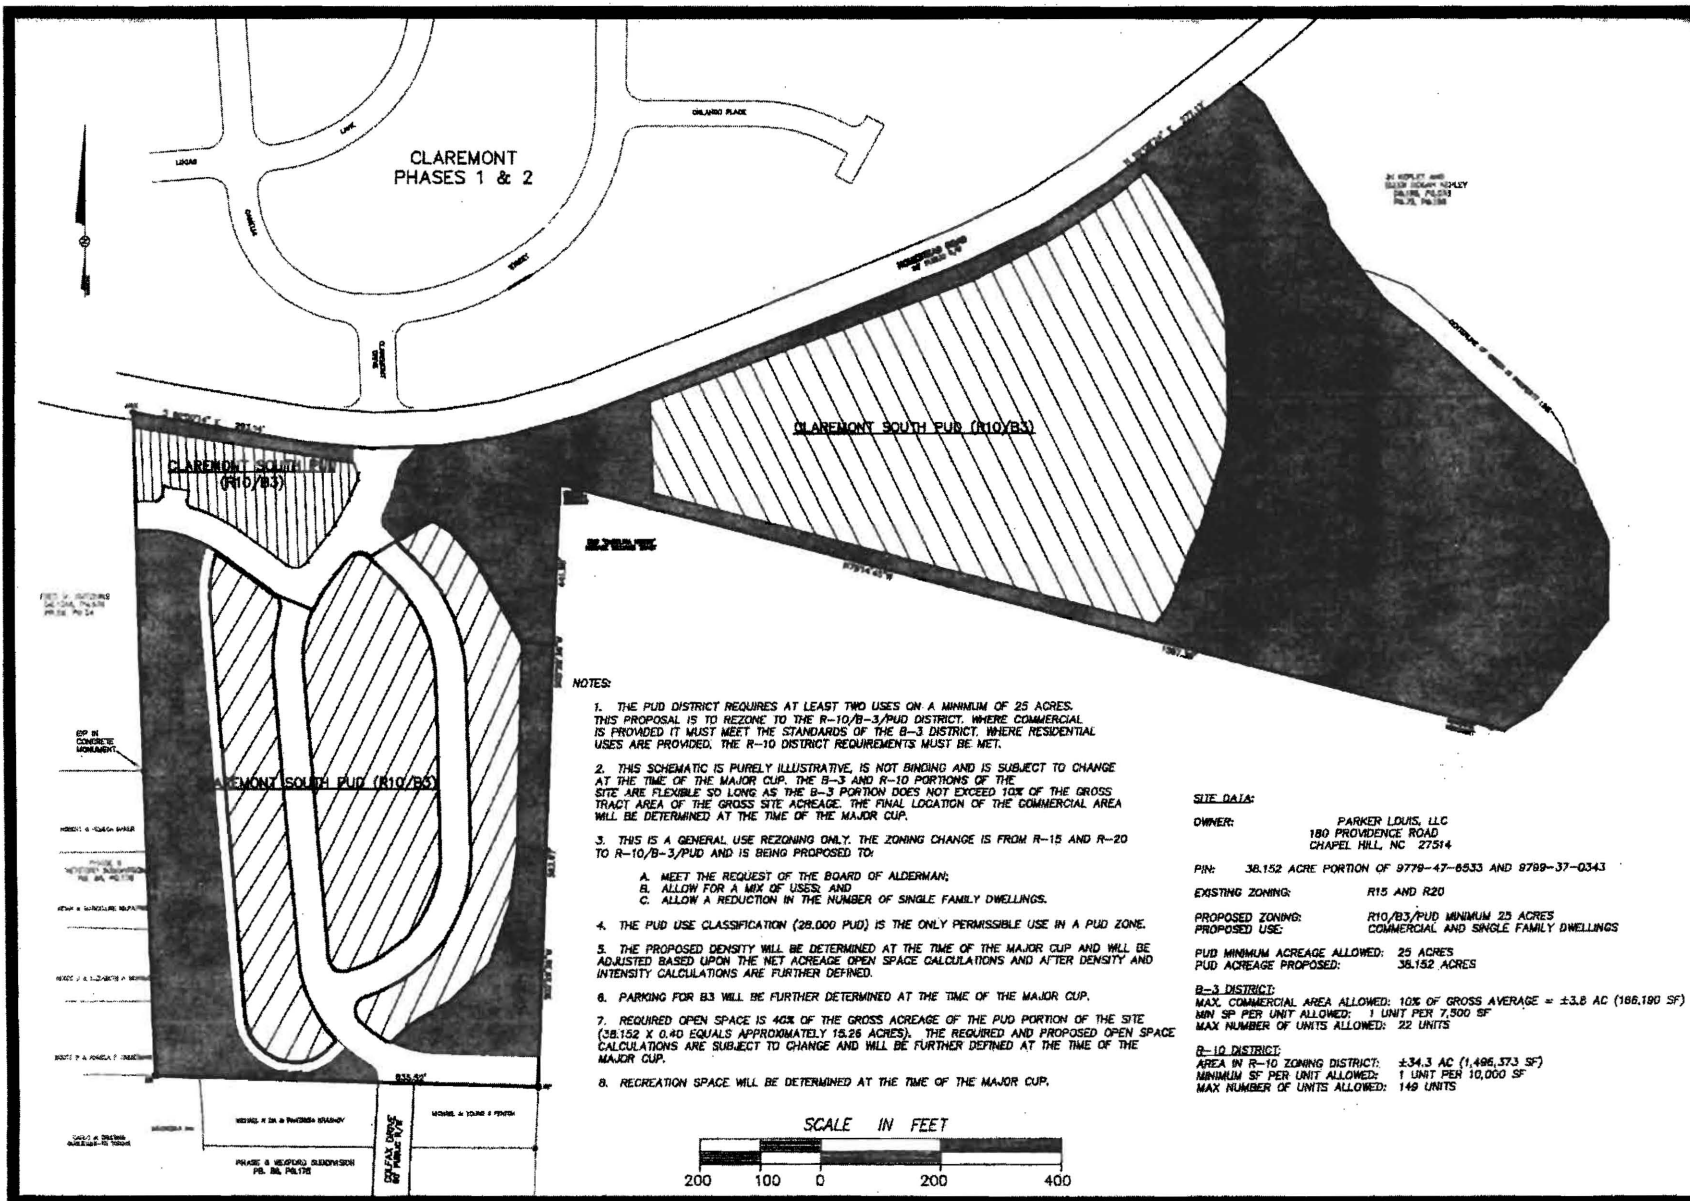 CLAREMONT
PHASES 1 & 2
LUCAS
LANE
CAMELIA
STREET
ORLANDO PLACE
CLAREMONT
DRIVE
HOMESTEAD ROAD
CLAREMONT SOUTH PUD (R10/B3)
CLAREMONT SOUTH PUD
(R10/B3)
CLAREMONT SOUTH PUD (R10/B3)
EIP IN
CONCRETE
MONUMENT
835.52'
COLFAX DRIVE
PHASE 6 WEXFORD SUBDIVISION
NOTES:
1. THE PUD DISTRICT REQUIRES AT LEAST TWO USES ON A MINIMUM OF 25 ACRES.
THIS PROPOSAL IS TO REZONE TO THE R-10/B-3/PUD DISTRICT. WHERE COMMERCIAL
IS PROVIDED IT MUST MEET THE STANDARDS OF THE B-3 DISTRICT. WHERE RESIDENTIAL
USES ARE PROVIDED, THE R-10 DISTRICT REQUIREMENTS MUST BE MET.
2. THIS SCHEMATIC IS PURELY ILLUSTRATIVE, IS NOT BINDING AND IS SUBJECT TO CHANGE
AT THE TIME OF THE MAJOR CUP. THE B-3 AND R-10 PORTIONS OF THE
SITE ARE FLEXIBLE SO LONG AS THE B-3 PORTION DOES NOT EXCEED 10% OF THE GROSS
TRACT AREA OF THE GROSS SITE ACREAGE. THE FINAL LOCATION OF THE COMMERCIAL AREA
WILL BE DETERMINED AT THE TIME OF THE MAJOR CUP.
3. THIS IS A GENERAL USE REZONING ONLY. THE ZONING CHANGE IS FROM R-15 AND R-20
TO R-10/B-3/PUD AND IS BEING PROPOSED TO:
A. MEET THE REQUEST OF THE BOARD OF ALDERMAN;
B. ALLOW FOR A MIX OF USES; AND
C. ALLOW A REDUCTION IN THE NUMBER OF SINGLE FAMILY DWELLINGS.
4. THE PUD USE CLASSIFICATION (28.000 PUD) IS THE ONLY PERMISSIBLE USE IN A PUD ZONE.
5. THE PROPOSED DENSITY WILL BE DETERMINED AT THE TIME OF THE MAJOR CUP AND WILL BE
ADJUSTED BASED UPON THE NET ACREAGE OPEN SPACE CALCULATIONS AND AFTER DENSITY AND
INTENSITY CALCULATIONS ARE FURTHER DEFINED.
6. PARKING FOR B3 WILL BE FURTHER DETERMINED AT THE TIME OF THE MAJOR CUP.
7. REQUIRED OPEN SPACE IS 40% OF THE GROSS ACREAGE OF THE PUD PORTION OF THE SITE
(38.152 X 0.40 EQUALS APPROXIMATELY 15.26 ACRES). THE REQUIRED AND PROPOSED OPEN SPACE
CALCULATIONS ARE SUBJECT TO CHANGE AND WILL BE FURTHER DEFINED AT THE TIME OF THE
MAJOR CUP.
8. RECREATION SPACE WILL BE DETERMINED AT THE TIME OF THE MAJOR CUP.
SITE DATA:
OWNER: PARKER LOUIS, LLC
180 PROVIDENCE ROAD
CHAPEL HILL, NC 27514
PIN: 38.152 ACRE PORTION OF 9779-47-6533 AND 9799-37-0343
EXISTING ZONING: R15 AND R20
PROPOSED ZONING: R10/B3/PUD MINIMUM 25 ACRES
PROPOSED USE: COMMERCIAL AND SINGLE FAMILY DWELLINGS
PUD MINIMUM ACREAGE ALLOWED: 25 ACRES
PUD ACREAGE PROPOSED: 38.152 ACRES
B-3 DISTRICT:
MAX. COMMERCIAL AREA ALLOWED: 10% OF GROSS AVERAGE = ±3.8 AC (166,190 SF)
MIN SF PER UNIT ALLOWED: 1 UNIT PER 7,500 SF
MAX NUMBER OF UNITS ALLOWED: 22 UNITS
R-10 DISTRICT:
AREA IN R-10 ZONING DISTRICT: ±34.3 AC (1,496,373 SF)
MINIMUM SF PER UNIT ALLOWED: 1 UNIT PER 10,000 SF
MAX NUMBER OF UNITS ALLOWED: 149 UNITS
SCALE IN FEET
200 100 0 200 400